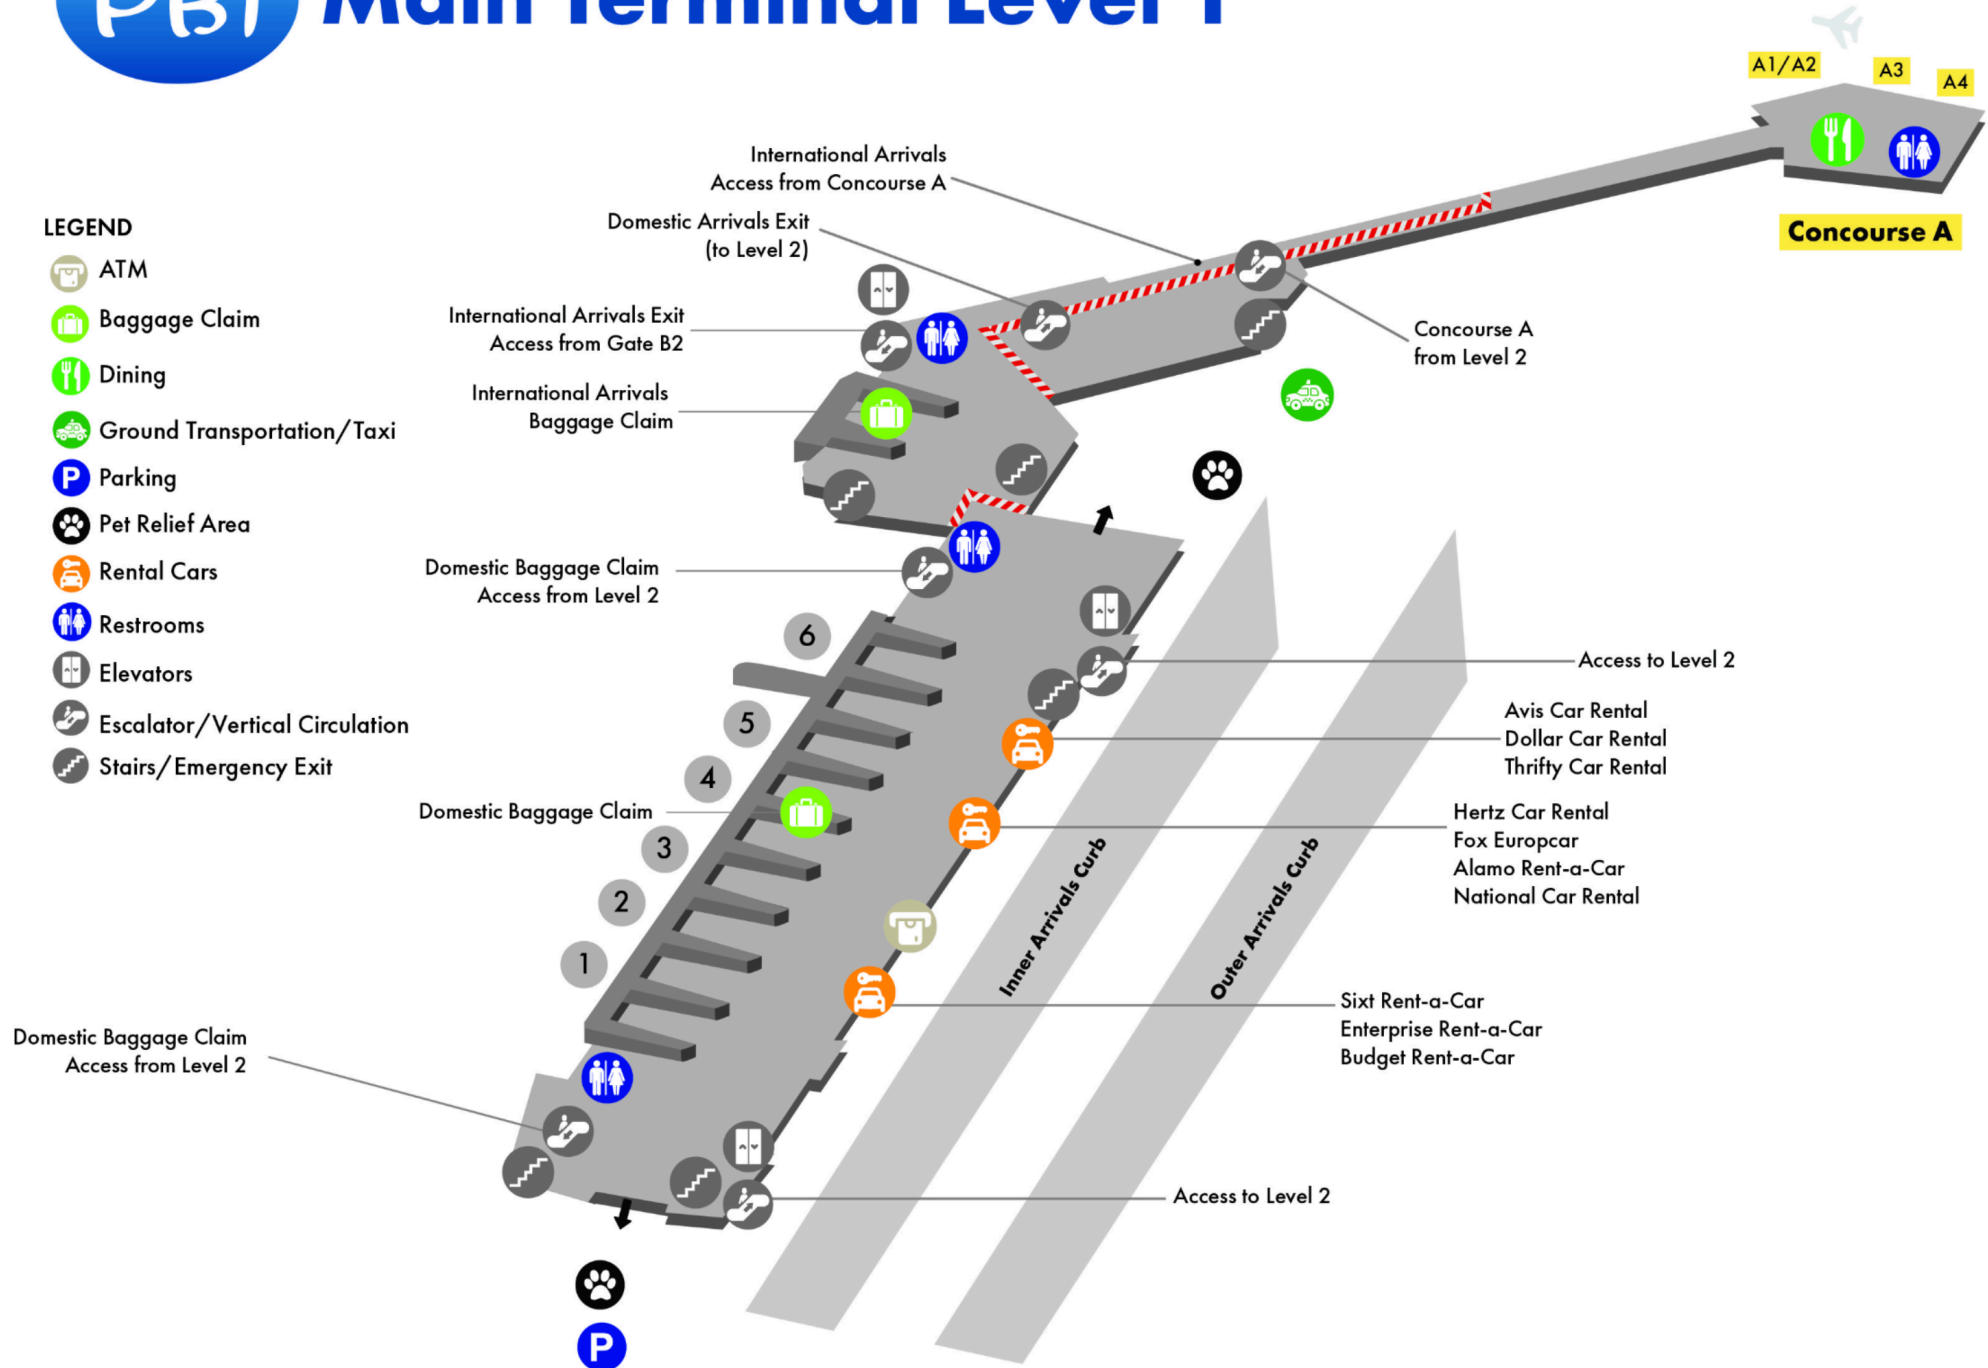 PBI Main Terminal Level 1
A1/A2
A3
A4
Concourse A
International Arrivals
Access from Concourse A
Domestic Arrivals Exit
(to Level 2)
International Arrivals Exit
Access from Gate B2
International Arrivals
Baggage Claim
Concourse A
from Level 2
LEGEND
ATM
Baggage Claim
Dining
Ground Transportation/Taxi
P Parking
Pet Relief Area
Rental Cars
Restrooms
Elevators
Escalator/Vertical Circulation
Stairs/Emergency Exit
Domestic Baggage Claim
Access from Level 2
6
5
4
3
2
1
Domestic Baggage Claim
Access to Level 2
Avis Car Rental
Dollar Car Rental
Thrifty Car Rental
Hertz Car Rental
Fox Europcar
Alamo Rent-a-Car
National Car Rental
Inner Arrivals Curb
Outer Arrivals Curb
Sixt Rent-a-Car
Enterprise Rent-a-Car
Budget Rent-a-Car
Domestic Baggage Claim
Access from Level 2
Access to Level 2
P